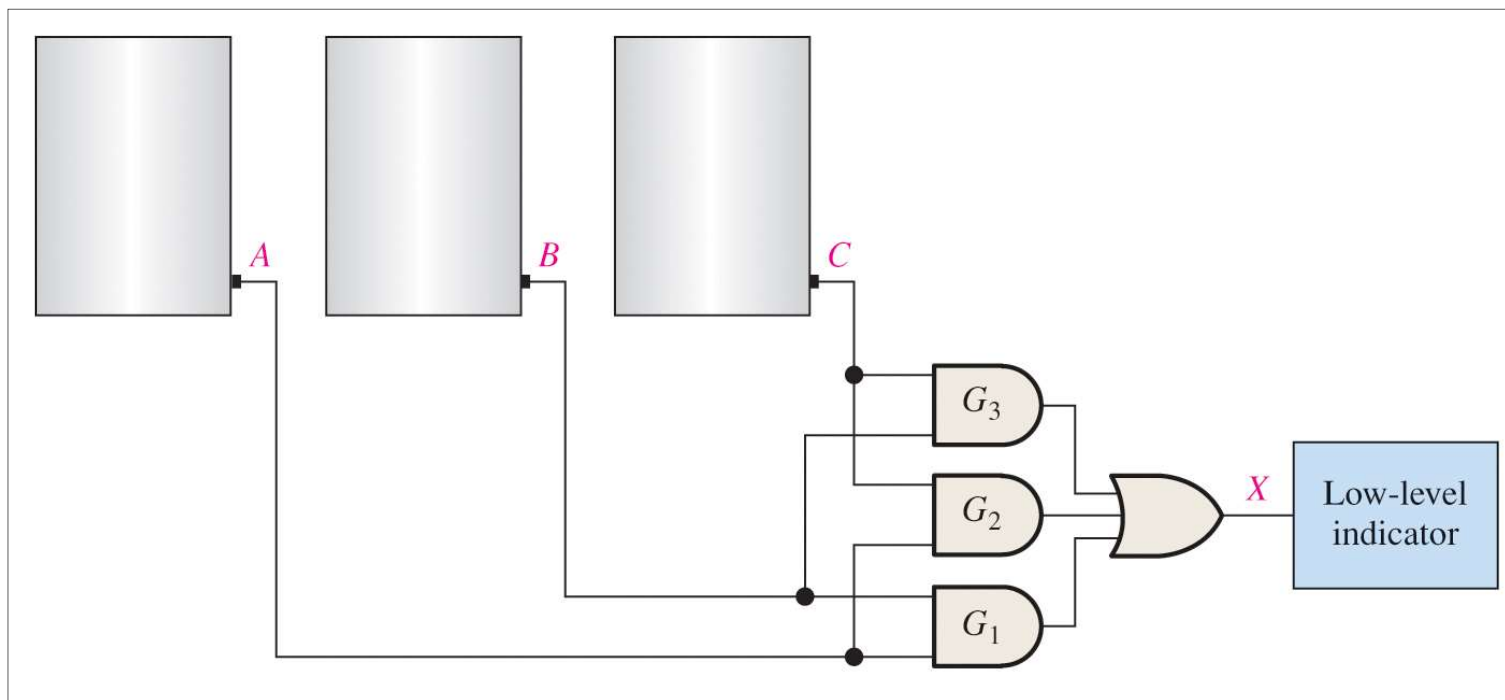 A
B
C
G3
G2
G1
X
Low-level
indicator